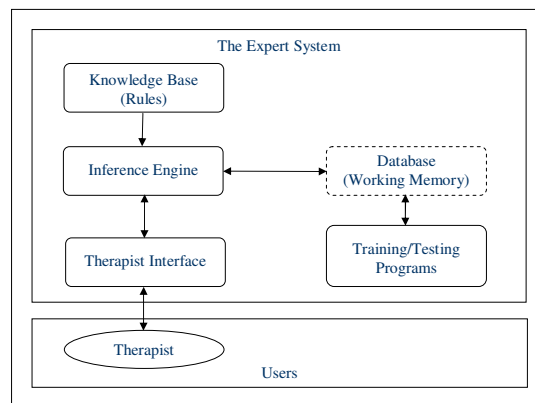 The Expert System
Knowledge Base
(Rules)
Inference Engine
Database
(Working Memory)
Therapist Interface
Training/Testing
Programs
Therapist
Users